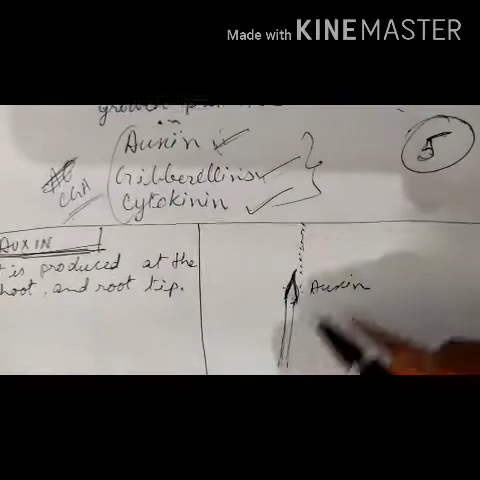 Made with KINEMASTER
Auxin
Gibberellins
Cytokinin
5
AUXIN
t is produced at the
hoot, and root tip.
Auxin